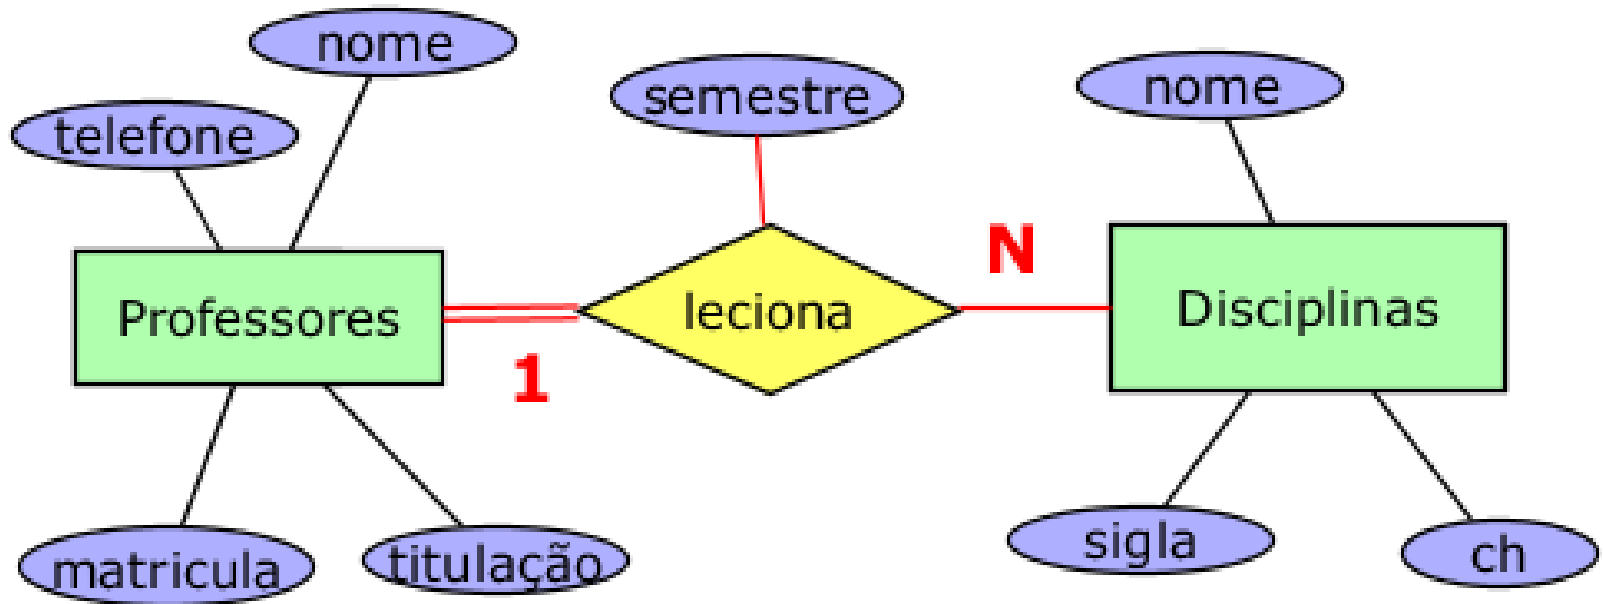 nome
telefone
semestre
nome
Professores
1
leciona
N
Disciplinas
matricula
titulação
sigla
ch